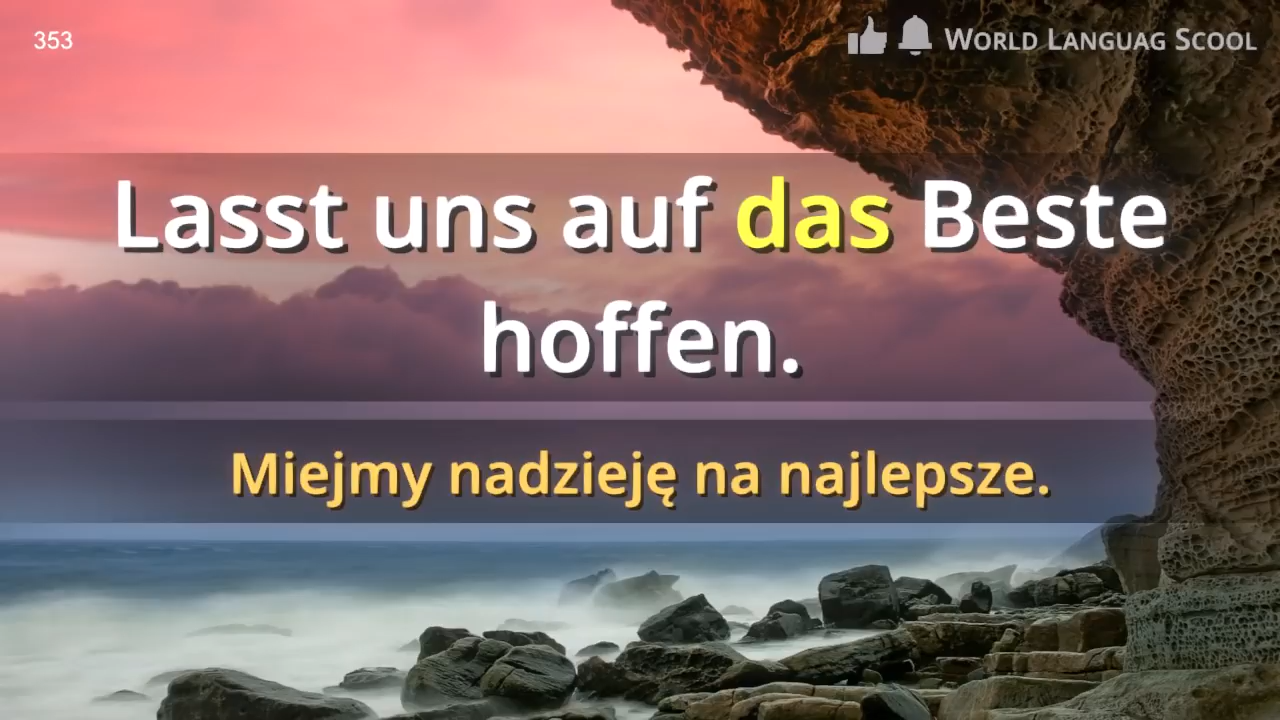 353
World Languag Scool
Lasst uns auf das Beste
hoffen.
Miejmy nadzieję na najlepsze.